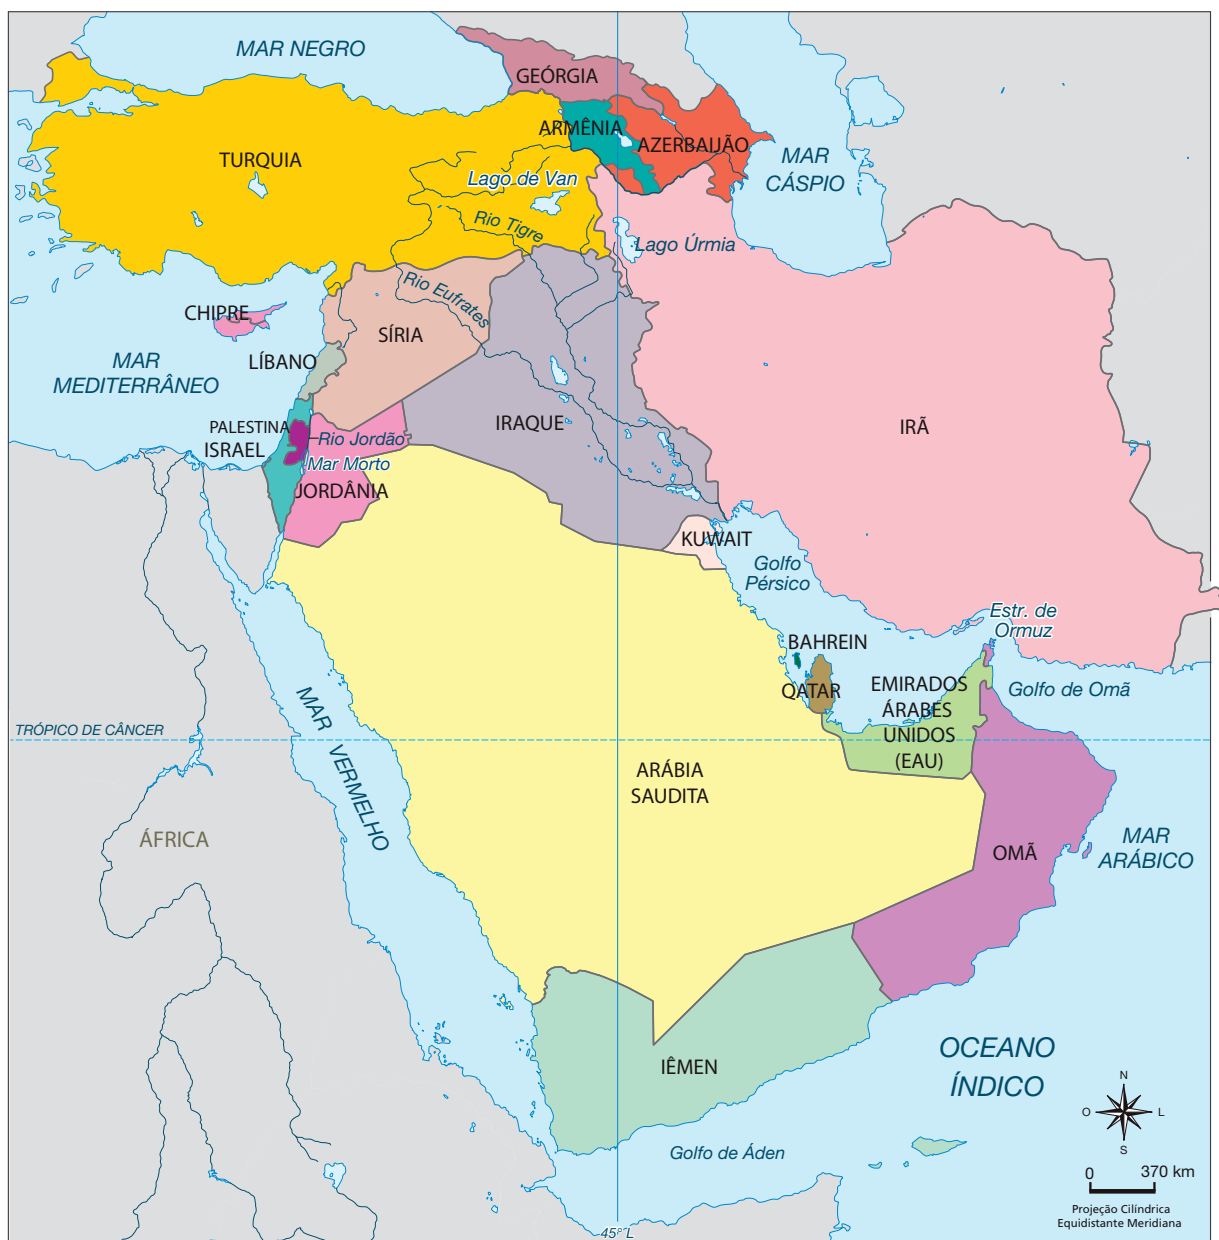 MAR NEGRO
GEÓRGIA
ARMÊNIA
AZERBAIJÃO
TURQUIA
MAR
CÁSPIO
Lago de Van
Rio Tigre
Lago Úrmia
Rio Eufrates
CHIPRE
SÍRIA
LÍBANO
MAR
MEDITERRÂNEO
IRAQUE
IRÃ
PALESTINA
Rio Jordão
ISRAEL
Mar Morto
JORDÂNIA
KUWAIT
Golfo
Pérsico
Estr. de
Ormuz
BAHREIN
QATAR
EMIRADOS
ÁRABES
UNIDOS
(EAU)
Golfo de Omã
TRÓPICO DE CÂNCER
MAR VERMELHO
ARÁBIA
SAUDITA
ÁFRICA
OMÃ
MAR
ARÁBICO
OCEANO
ÍNDICO
IÊMEN
Golfo de Áden
N
O
L
S
0 370 km
Projeção Cilíndrica
Equidistante Meridiana
45° L